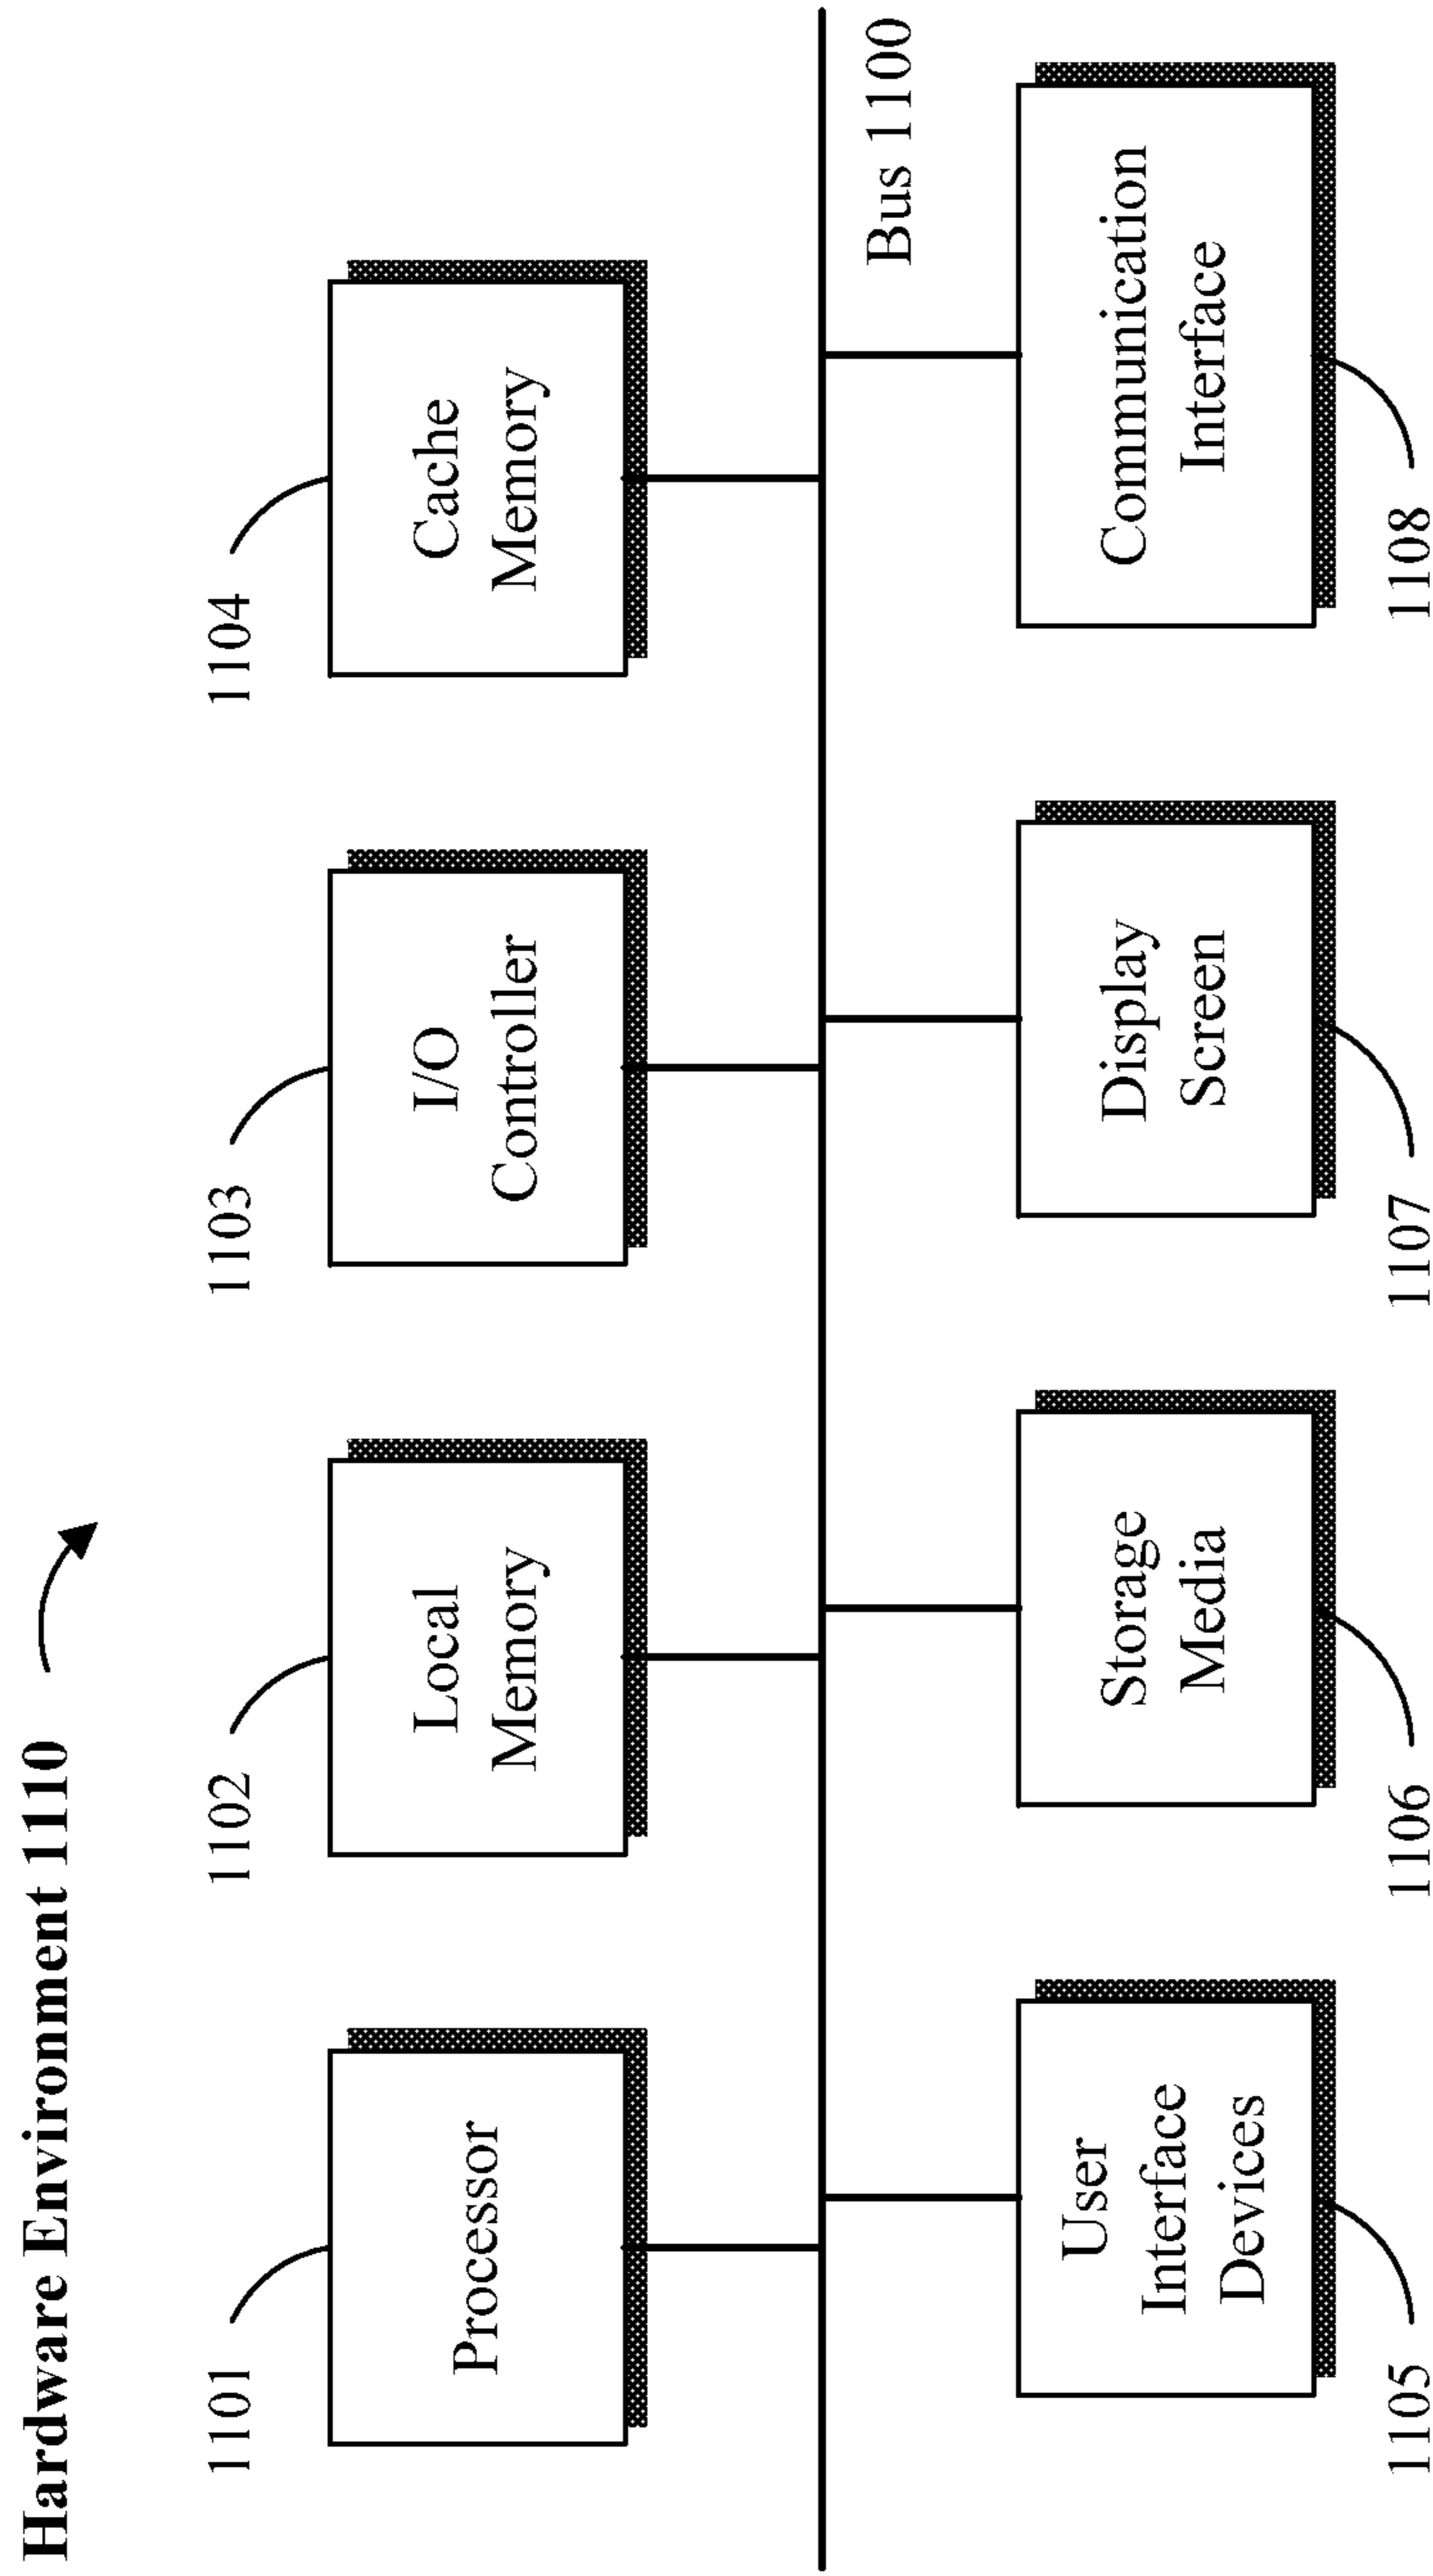 Hardware Environment 1110
1101
1102
1103
1104
Processor
Local
Memory
I/O
Controller
Cache
Memory
Bus 1100
User
Interface
Devices
Storage
Media
Display
Screen
Communication
Interface
1105
1106
1107
1108